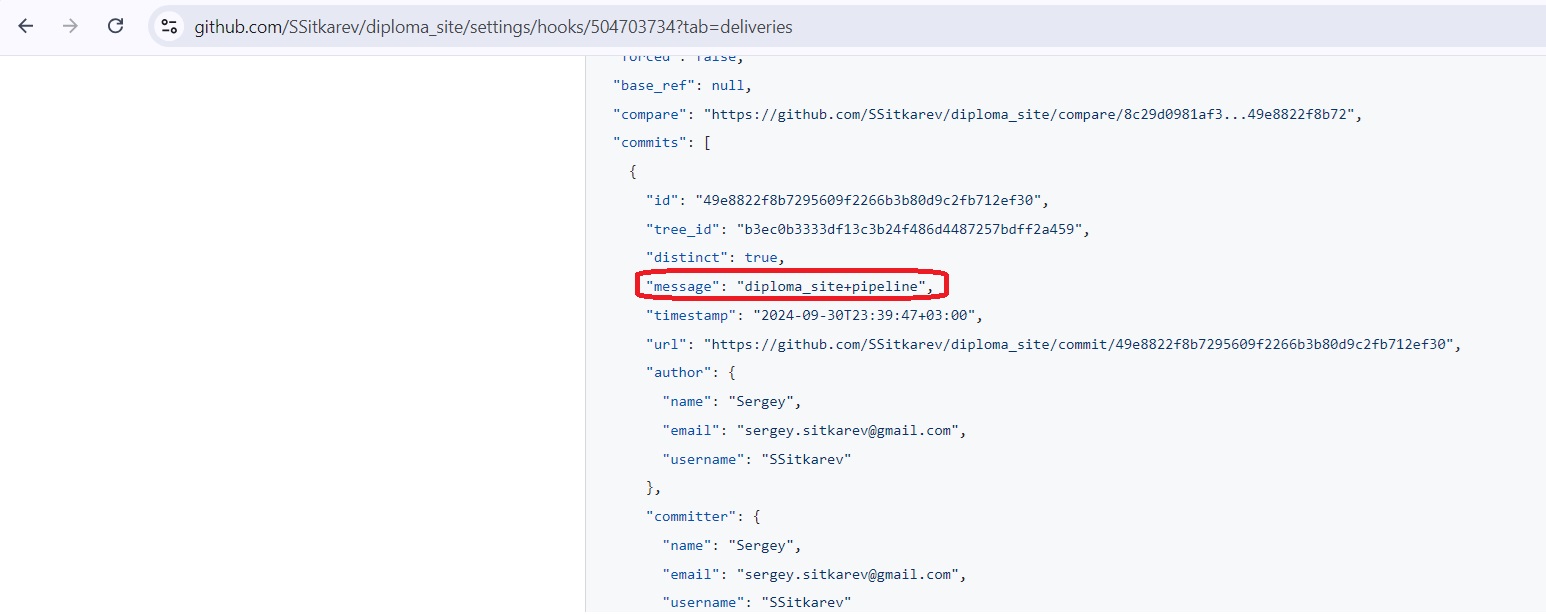 github.com/SSitkarev/diploma_site/settings/hooks/504703734?tab=deliveries
"forced": false,
"base_ref": null,
"compare": "https://github.com/SSitkarev/diploma_site/compare/8c29d0981af3...49e8822f8b72",
"commits": [
{
"id": "49e8822f8b7295609f2266b3b80d9c2fb712ef30",
"tree_id": "b3ec0b3333df13c3b24f486d4487257bdff2a459",
"distinct": true,
"message": "diploma_site+pipeline",
"timestamp": "2024-09-30T23:39:47+03:00",
"url": "https://github.com/SSitkarev/diploma_site/commit/49e8822f8b7295609f2266b3b80d9c2fb712ef30",
"author": {
"name": "Sergey",
"email": "sergey.sitkarev@gmail.com",
"username": "SSitkarev"
},
"committer": {
"name": "Sergey",
"email": "sergey.sitkarev@gmail.com",
"username": "SSitkarev"